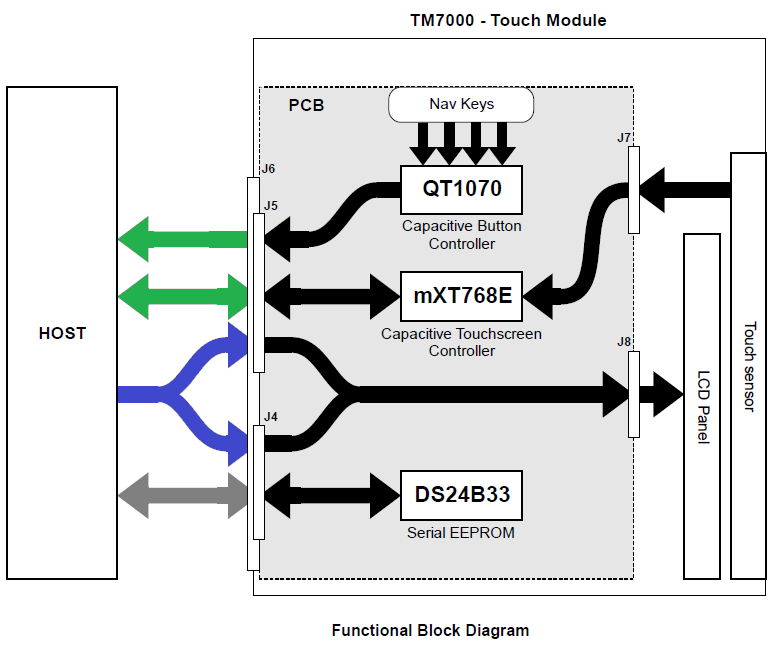 TM7000 - Touch Module
PCB
Nav Keys
J7
J6
QT1070
J5
Capacitive Button
Controller
mXT768E
HOST
Capacitive Touchscreen
Controller
J8
Touch sensor
LCD Panel
J4
DS24B33
Serial EEPROM
Functional Block Diagram